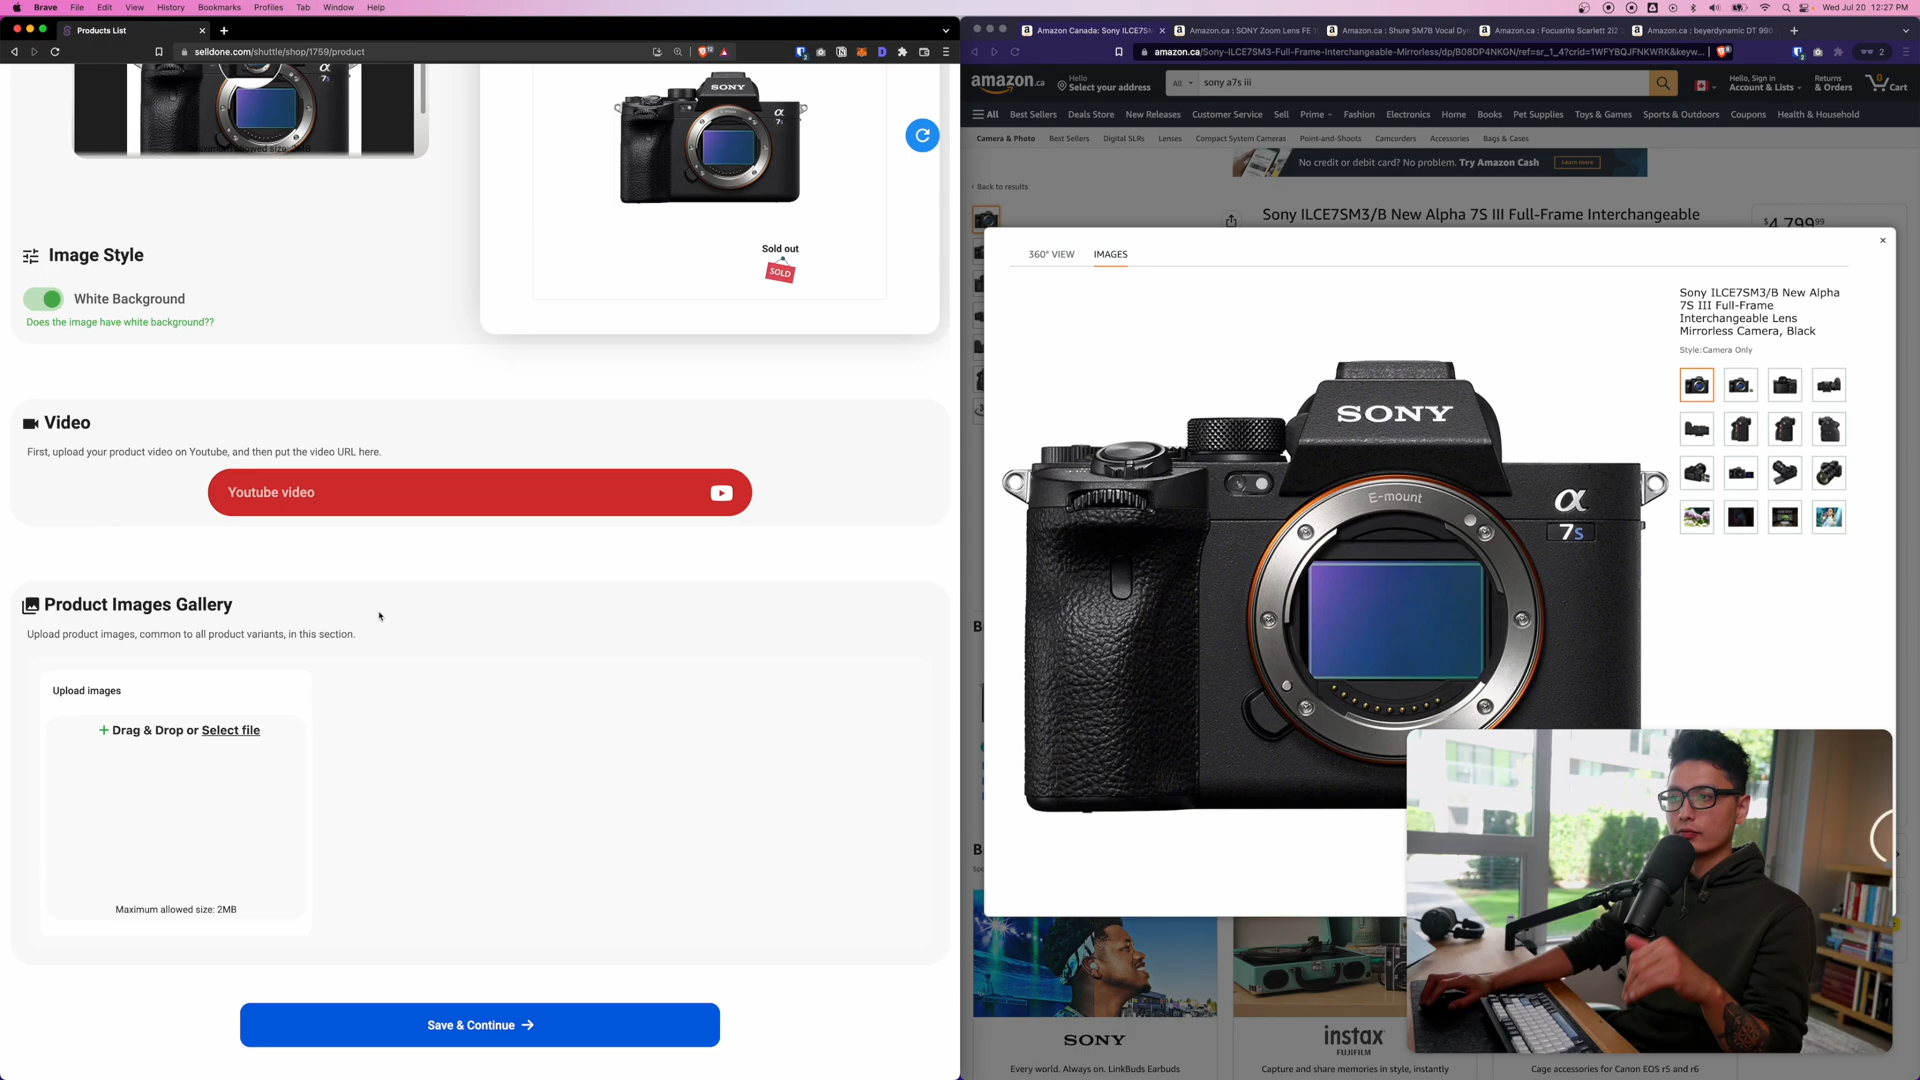 Brave File Edit View History Bookmarks Profiles Tab Window Help
Wed Jul 20 12:27 PM
Products List
selldone.com/shuttle/shop/1759/product
Maximum allowed size: 2MB
SONY
α
7s
Sold out
SOLD
Image Style
White Background
Does the image have white background??
Video
First, upload your product video on Youtube, and then put the video URL here.
Youtube video
Product Images Gallery
Upload product images, common to all product variants, in this section.
Upload images
+ Drag & Drop or Select file
Maximum allowed size: 2MB
Save & Continue →
Amazon Canada: Sony ILCE7S
Amazon.ca : SONY Zoom Lens FE
Amazon.ca : Shure SM7B Vocal Dyn
Amazon.ca : Focusrite Scarlett 2i2
Amazon.ca : beyerdynamic DT 990
amazon.ca/Sony-ILCE7SM3-Full-Frame-Interchangeable-Mirrorless/dp/B08DP4NKGN/ref=sr_1_4?crid=1WFYBQJFNKWRK&keyw...
2
amazon.ca
Hello
Select your address
All
sony a7s iii
Hello, Sign in
Account & Lists
Returns
& Orders
0
Cart
All Best Sellers Deals Store New Releases Customer Service Sell Prime Fashion Electronics Home Books Pet Supplies Toys & Games Sports & Outdoors Coupons Health & Household
Camera & Photo Best Sellers Digital SLRs Lenses Compact System Cameras Point-and-Shoots Camcorders Accessories Bags & Cases
No credit or debit card? No problem. Try Amazon Cash
Learn more
‹ Back to results
Sony ILCE7SM3/B New Alpha 7S III Full-Frame Interchangeable
$4,799.99
360° VIEW
IMAGES
Sony ILCE7SM3/B New Alpha
7S III Full-Frame
Interchangeable Lens
Mirrorless Camera, Black
Style:Camera Only
SONY
E-mount
α
7s
SONY
Every world. Always on. LinkBuds Earbuds
instax
FUJIFILM
Capture and share memories in style, instantly
Cage accessories for Canon EOS r5 and r6